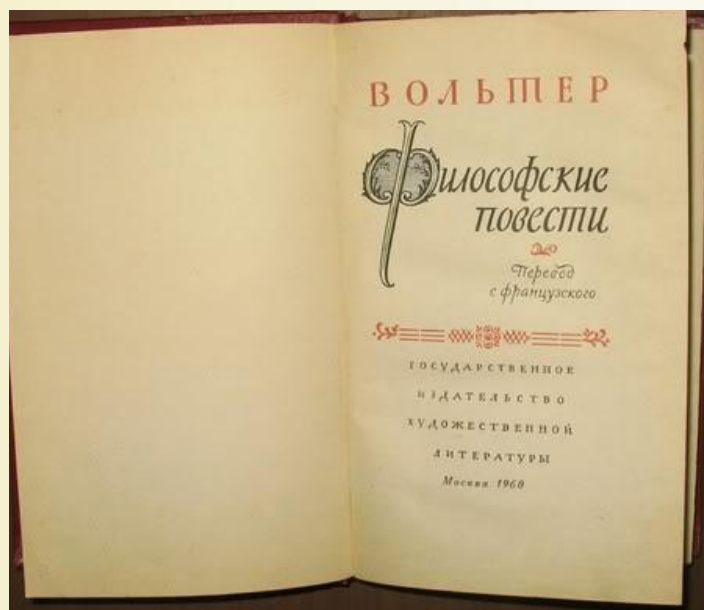 ВОЛЬТЕР
Философские
повести
Перевод
с французского
ГОСУДАРСТВЕННОЕ
ИЗДАТЕЛЬСТВО
ХУДОЖЕСТВЕННОЙ
ЛИТЕРАТУРЫ
Москва 1960